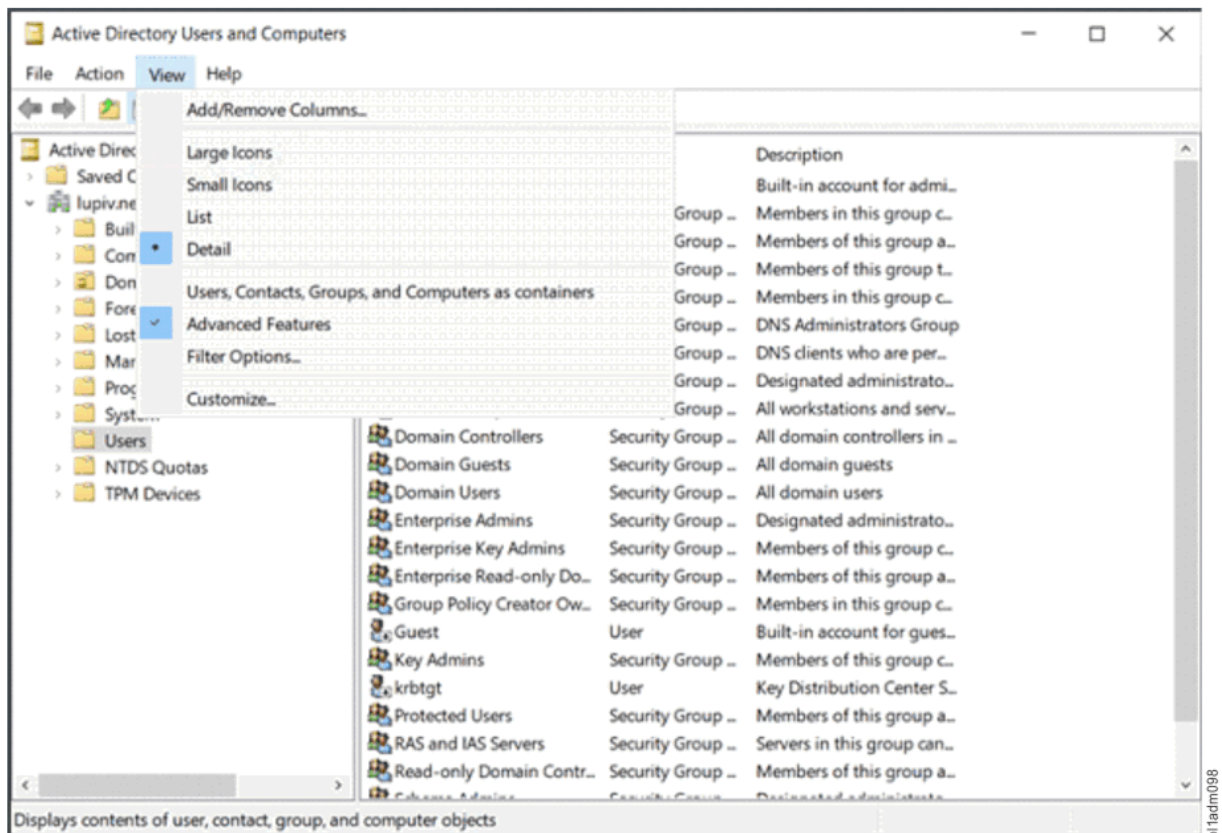 Active Directory Users and Computers
File Action View Help
Add/Remove Columns...
Large Icons
Small Icons
List
Detail
Users, Contacts, Groups, and Computers as containers
Advanced Features
Filter Options...
Customize...
Active Direc
Saved C
lupiv.ne
Buil
Com
Don
Fore
Lost
Mar
Prog
Syst
Users
NTDS Quotas
TPM Devices
Description
Built-in account for admi...
Group ... Members in this group c...
Group ... Members of this group a...
Group ... Members of this group t...
Group ... Members in this group c...
Group ... DNS Administrators Group
Group ... DNS clients who are per...
Group ... Designated administrato...
Group ... All workstations and serv...
Domain Controllers Security Group ... All domain controllers in ...
Domain Guests Security Group ... All domain guests
Domain Users Security Group ... All domain users
Enterprise Admins Security Group ... Designated administrato...
Enterprise Key Admins Security Group ... Members of this group c...
Enterprise Read-only Do... Security Group ... Members of this group a...
Group Policy Creator Ow... Security Group ... Members in this group c...
Guest User Built-in account for gues...
Key Admins Security Group ... Members of this group c...
krbtgt User Key Distribution Center S...
Protected Users Security Group ... Members of this group a...
RAS and IAS Servers Security Group ... Servers in this group can...
Read-only Domain Contr... Security Group ... Members of this group a...
Displays contents of user, contact, group, and computer objects